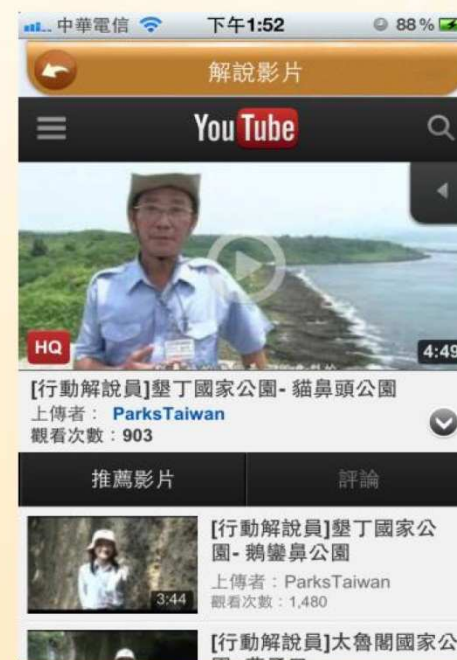 中華電信
下午1:52
88%
解說影片
YouTube
HQ
4:49
[行動解說員]墾丁國家公園- 貓鼻頭公園
上傳者： ParksTaiwan
觀看次數：903
推薦影片
評論
[行動解說員]墾丁國家公
園- 鵝鑾鼻公園
上傳者：ParksTaiwan
觀看次數：1,480
3:44
[行動解說員]太魯閣國家公